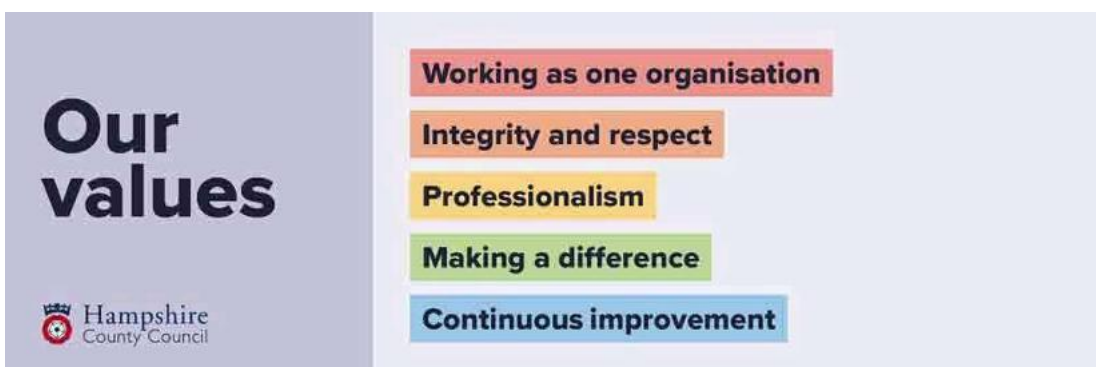 Our
values
Hampshire
County Council
Working as one organisation
Integrity and respect
Professionalism
Making a difference
Continuous improvement